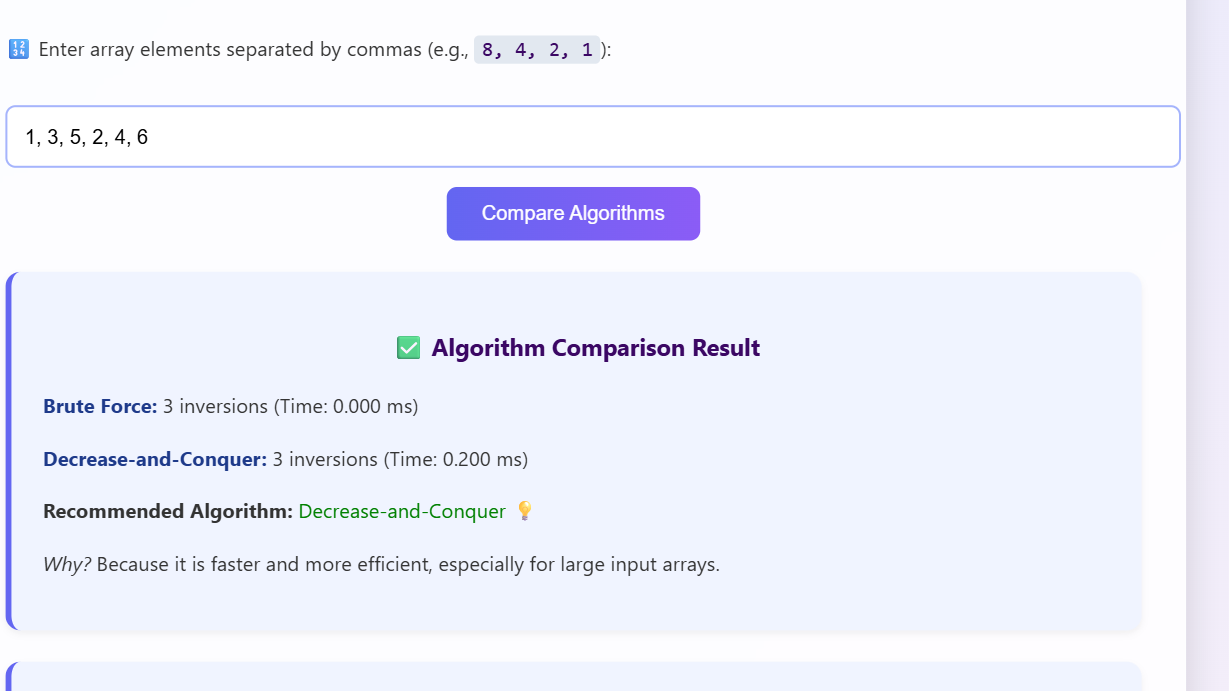 🔢 Enter array elements separated by commas (e.g., 8, 4, 2, 1):
1, 3, 5, 2, 4, 6
Compare Algorithms
✅ Algorithm Comparison Result
Brute Force: 3 inversions (Time: 0.000 ms)
Decrease-and-Conquer: 3 inversions (Time: 0.200 ms)
Recommended Algorithm: Decrease-and-Conquer 💡
Why? Because it is faster and more efficient, especially for large input arrays.